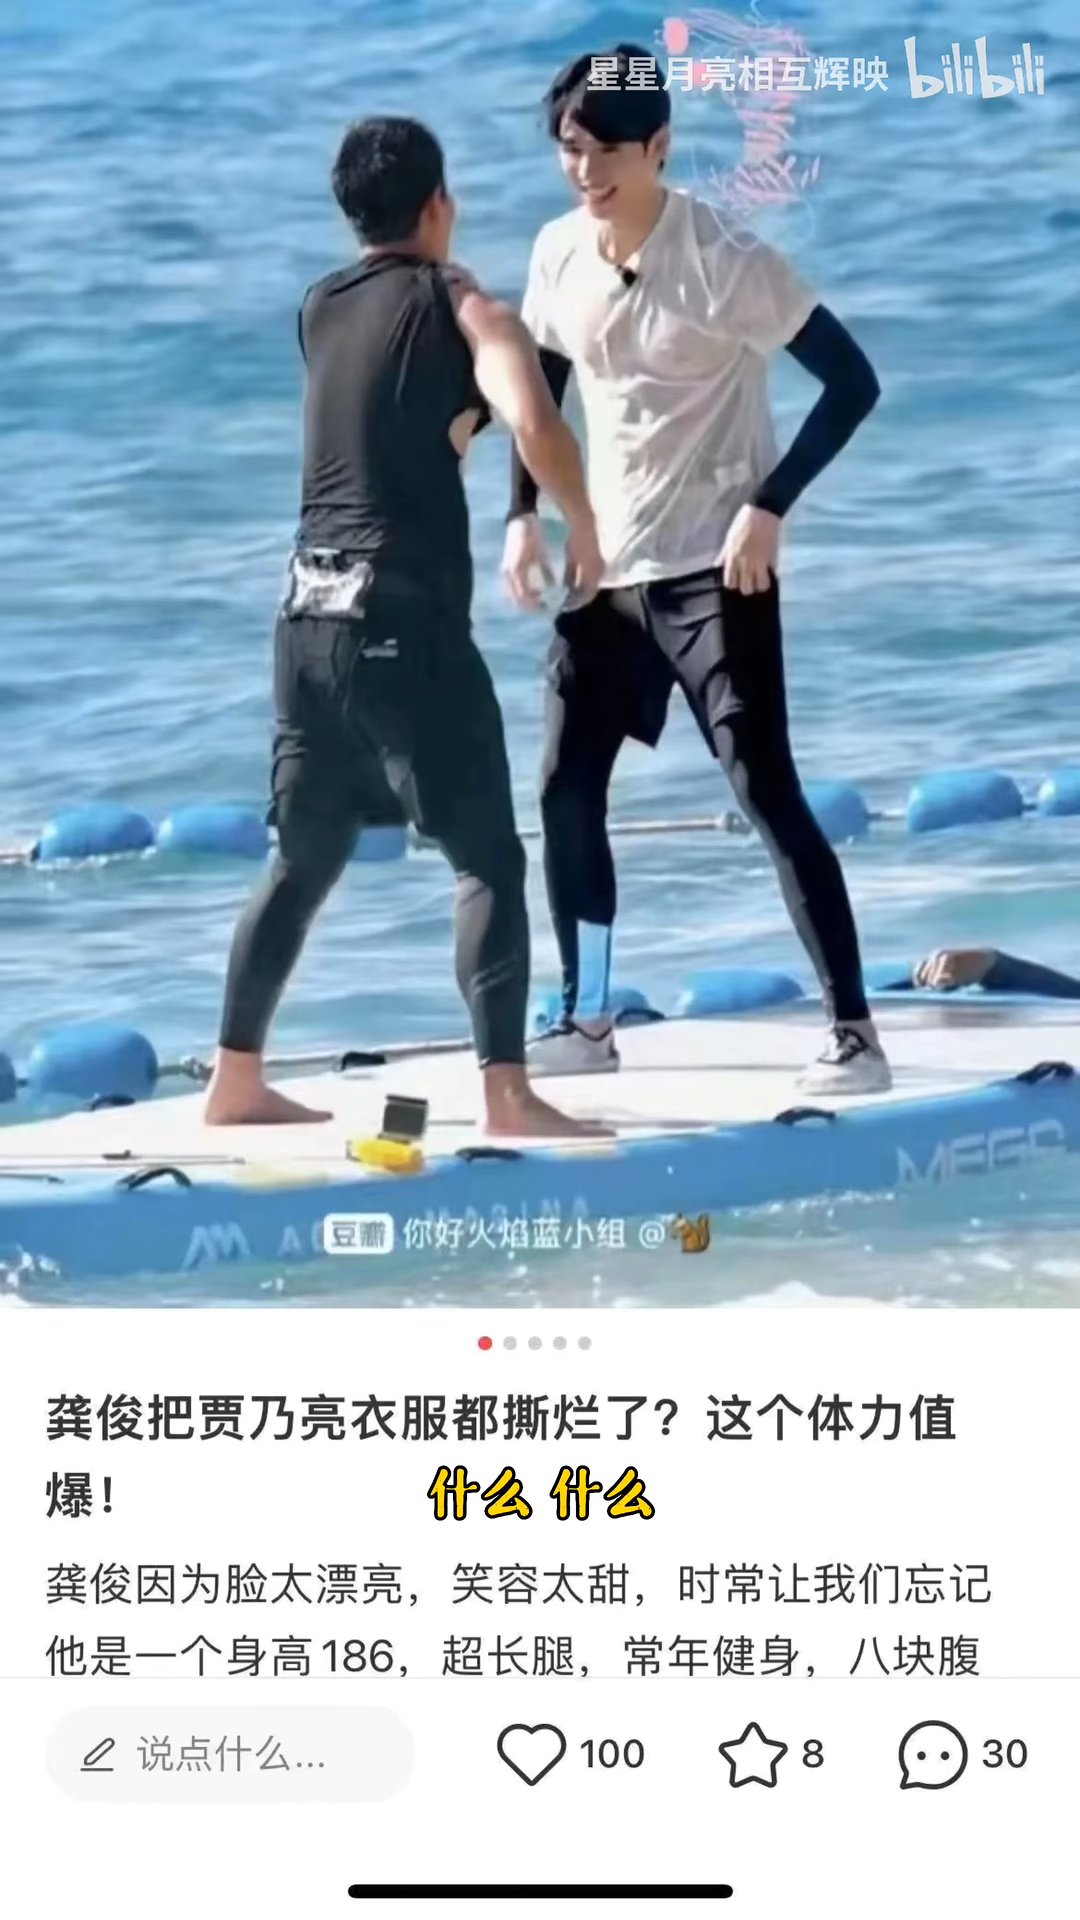 星星月亮相互辉映 bilibili
MEGA
豆瓣 你好火焰蓝小组 @
龚俊把贾乃亮衣服都撕烂了？这个体力值
爆！
什么 什么
龚俊因为脸太漂亮，笑容太甜，时常让我们忘记
他是一个身高186，超长腿，常年健身，八块腹
说点什么...
100
8
30